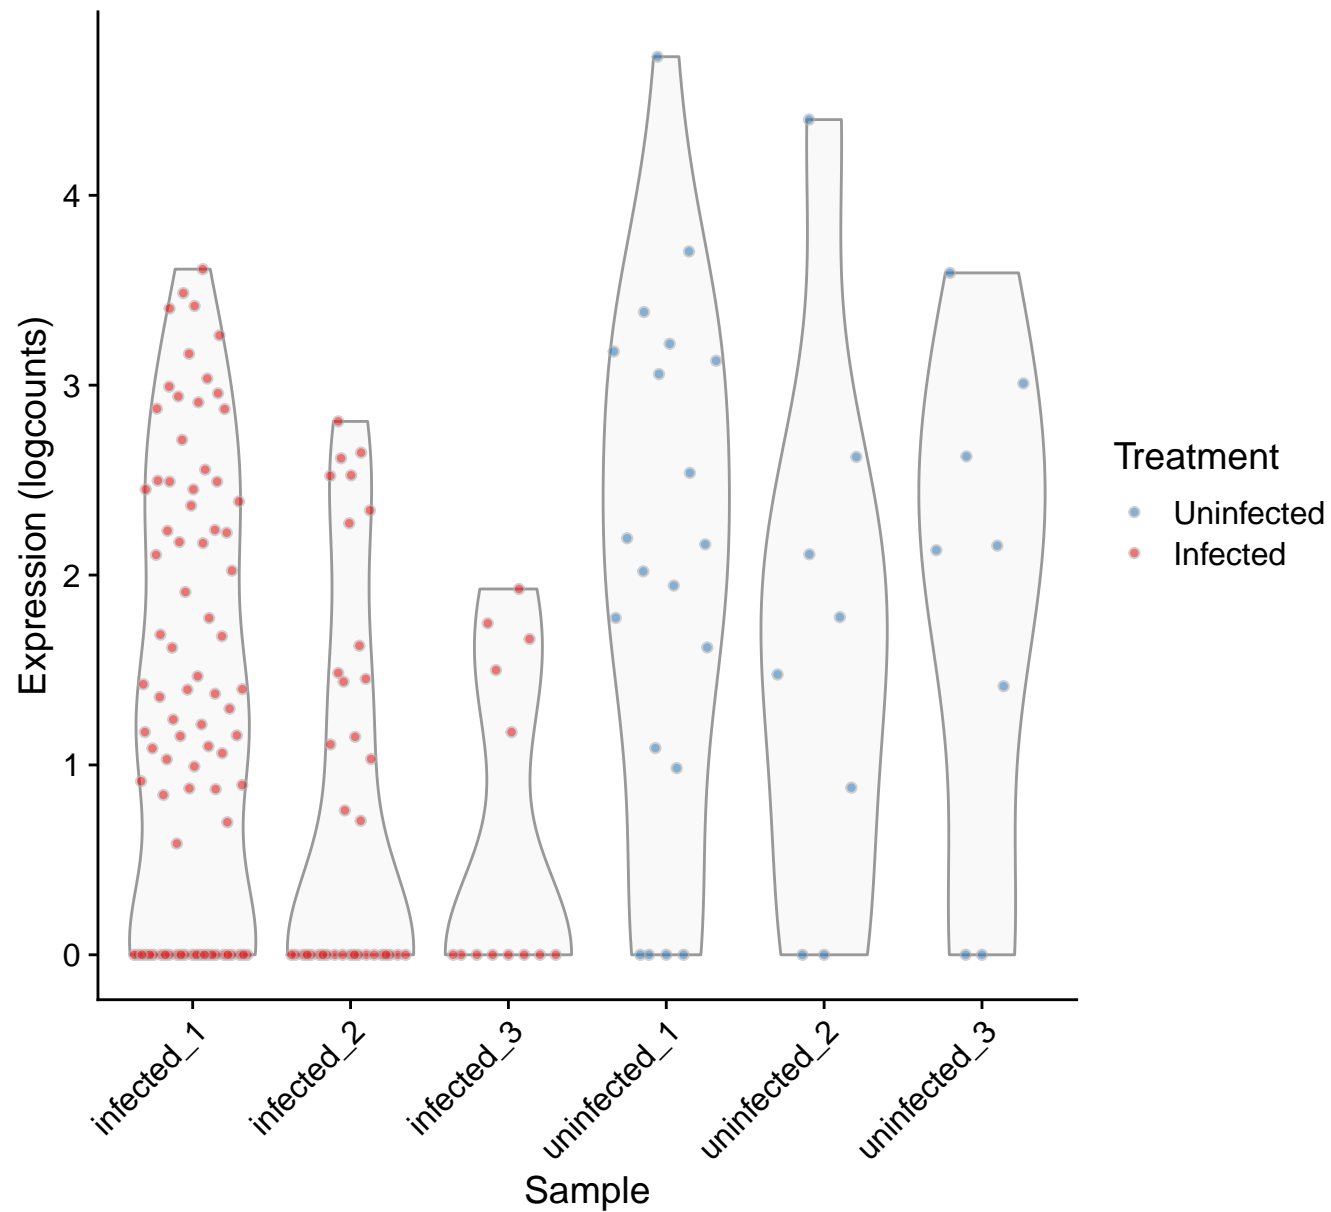 Expression (logcounts)
4
3
2
1
0
infected_1
infected_2
infected_3
uninfected_1
uninfected_2
uninfected_3
Sample
Treatment
Uninfected
Infected